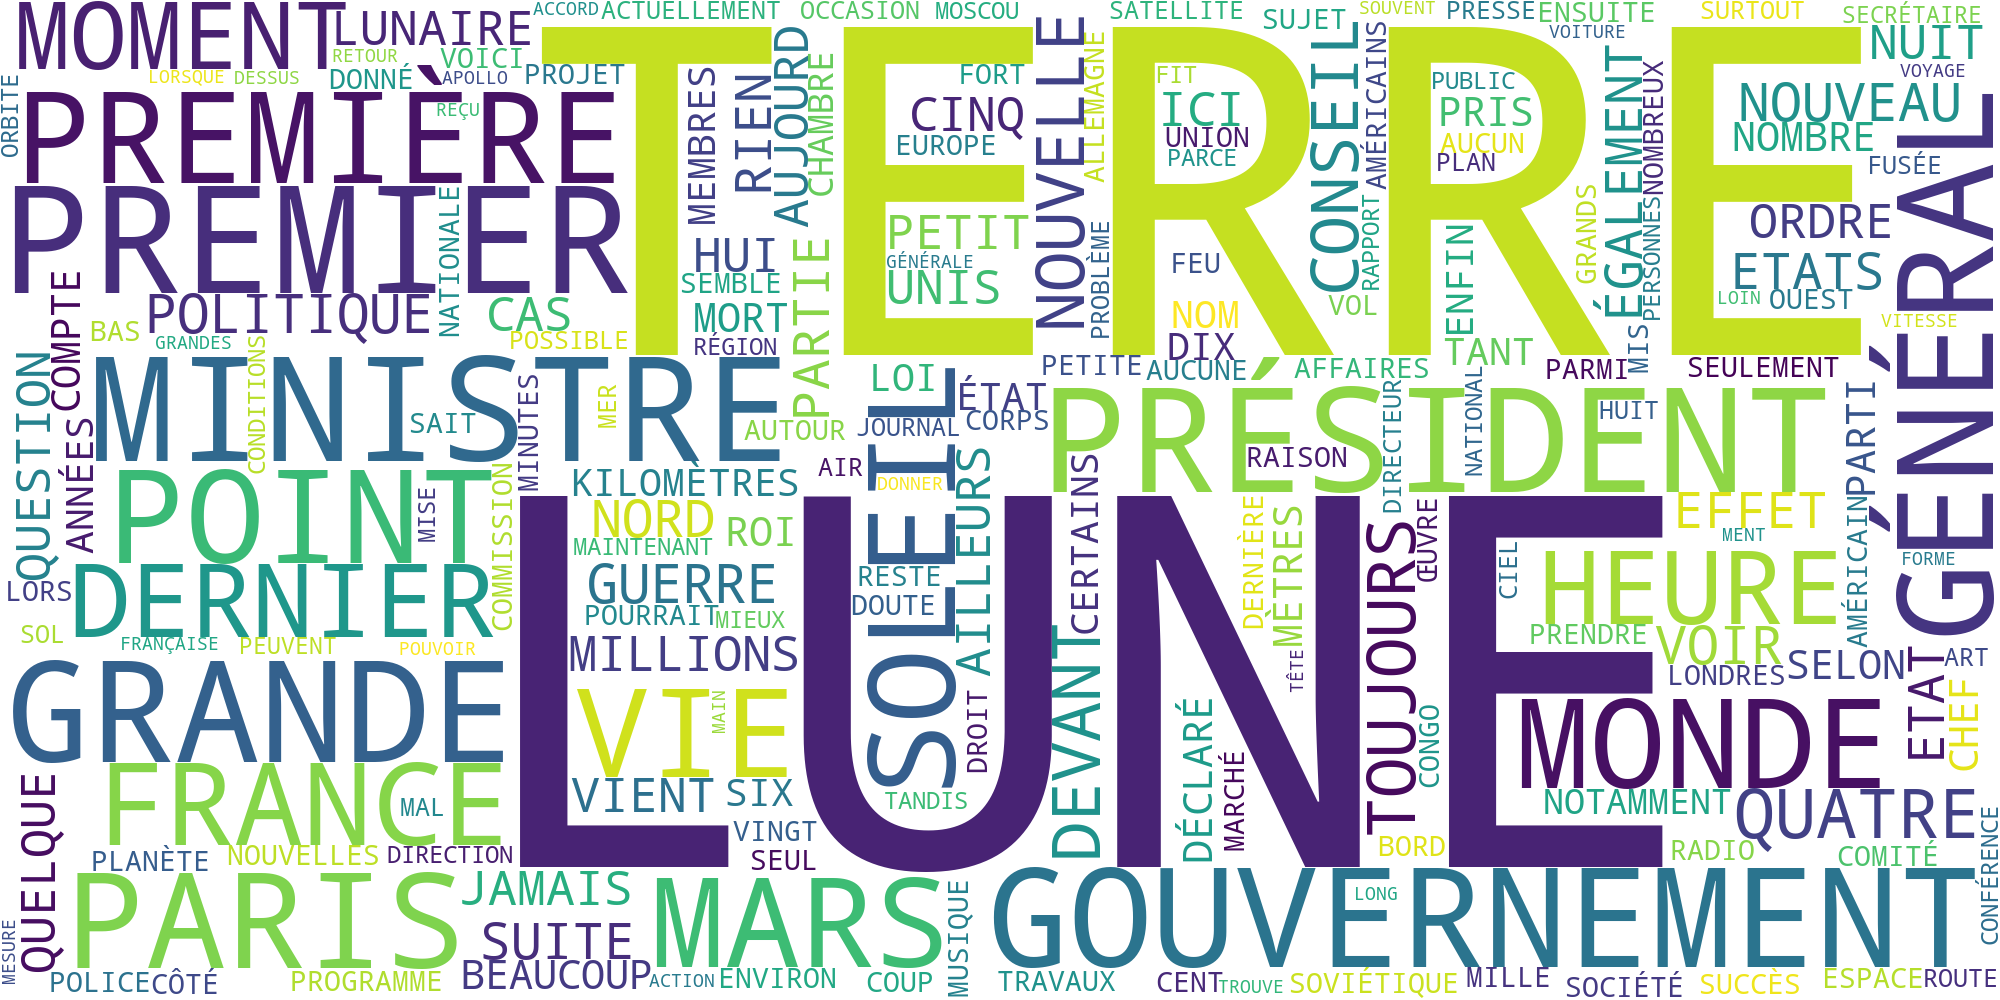 MOMENT
LUNAIRE
ACCORD
ACTUELLEMENT
OCCASION
MOSCOU
SATELLITE
SUJET
SOUVENT
PRESSE
ENSUITE
SURTOUT
SECRÉTAIRE
RETOUR
VOICI
VOITURE
NUIT
ORBITE
LORSQUE
DESSUS
DONNÉ
APOLLO
PROJET
TERRE
FORT
FIT
PUBLIC
VOYAGE
PREMIÈRE
REÇU
MEMBRES
RIEN
AUJOURD
CHAMBRE
CINQ
EUROPE
NOUVELLE
ALLEMAGNE
ICI
UNION
PARCE
CONSEIL
AMÉRICAINS
PRIS
AUCUN
PLAN
ÉGALEMENT
NOMBREUX
NOUVEAU
NOMBRE
FUSÉE
GÉNÉRAL
PREMIER
NATIONALE
HUI
SEMBLE
PARTIE
PETIT
GÉNÉRALE
UNIS
PROBLÈME
FEU
NOM
DIX
RAPPORT
VOL
ENFIN
GRANDS
PERSONNES
ORDRE
ETATS
LOIN
OUEST
VITESSE
COMPTE
POLITIQUE
BAS
GRANDES
CAS
POSSIBLE
MORT
RÉGION
PETITE
AUCUNE
AFFAIRES
TANT
PARMI
MIS
SEULEMENT
QUESTION
ANNÉES
MINISTRE
CONDITIONS
SAIT
MINUTES
MER
AUTOUR
LOI
JOURNAL
ÉTAT
CORPS
PRÉSIDENT
DIRECTEUR
NATIONAL
HUIT
PARTI
POINT
MISE
COMMISSION
KILOMÈTRES
AIR
DONNER
SOLEIL
AILLEURS
CERTAINS
RAISON
NORD
ROI
MAINTENANT
DERNIÈRE
MÈTRES
TOUJOURS
ŒUVRE
CIEL
EFFET
MENT
AMÉRICAIN
FORME
LORS
DERNIER
SOL
FRANÇAISE
PEUVENT
POUVOIR
GUERRE
POURRAIT
MIEUX
RESTE
DOUTE
LUNE
HEURE
PRENDRE
VOIR
LONDRES
SELON
ETAT
ART
GRANDE
MILLIONS
VIE
MAIN
DROIT
DEVANT
TÊTE
DÉCLARÉ
MARCHÉ
CONGO
MONDE
CHEF
NOTAMMENT
QUATRE
QUELQUE
FRANCE
MAL
VIENT
SIX
VINGT
SEUL
TANDIS
BORD
RADIO
COMITÉ
CONFÉRENCE
PLANÈTE
NOUVELLES
DIRECTION
PARIS
JAMAIS
SUITE
BEAUCOUP
MARS
MUSIQUE
GOUVERNEMENT
LONG
MESURE
POLICE
CÔTÉ
PROGRAMME
ACTION
ENVIRON
COUP
TRAVAUX
CENT
TROUVE
SOVIÉTIQUE
MILLE
SOCIÉTÉ
SUCCÈS
ESPACE
ROUTE